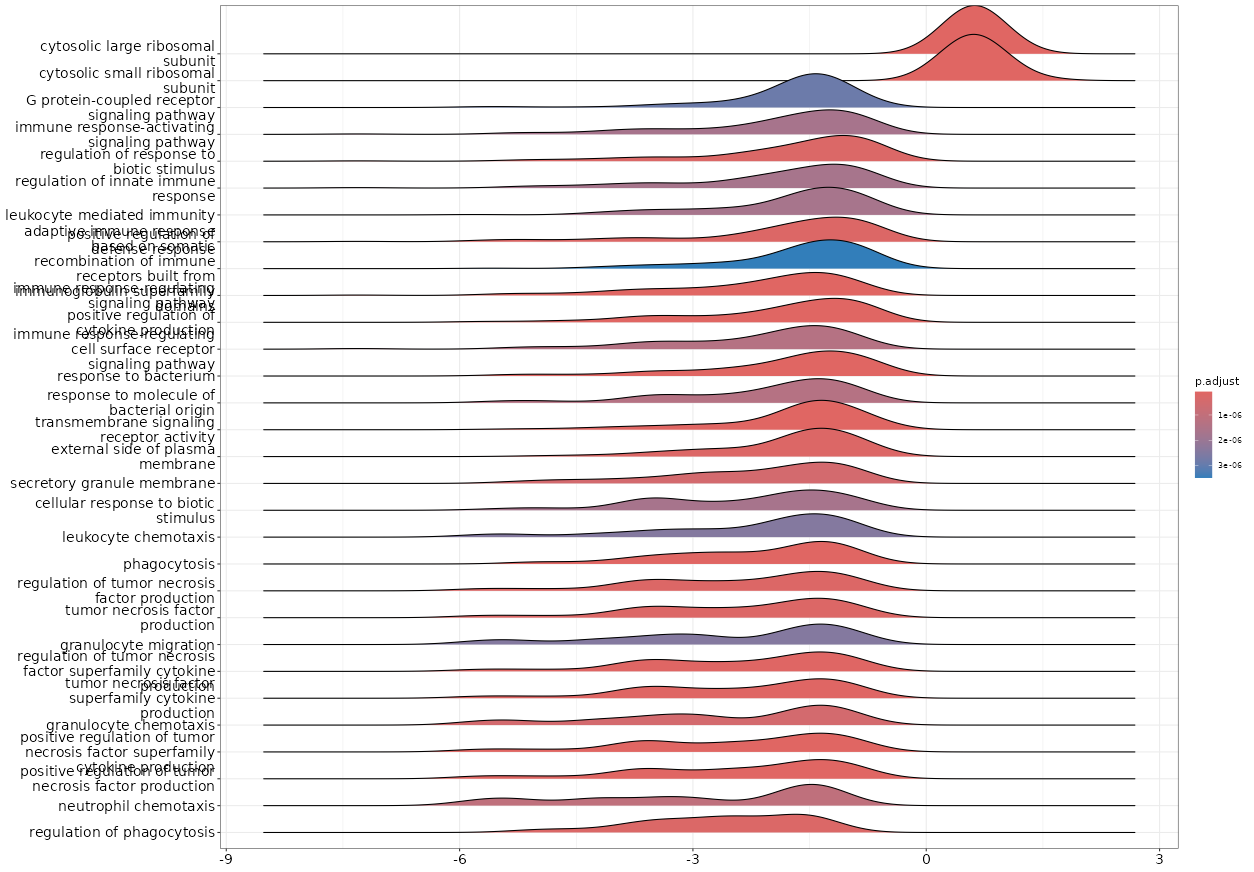 cytosolic large ribosomal
subunit
cytosolic small ribosomal
subunit
G protein-coupled receptor
signaling pathway
immune response-activating
signaling pathway
regulation of response to
biotic stimulus
regulation of innate immune
response
leukocyte mediated immunity
adaptive immune response
positive regulation of
based on somatic
defense response
recombination of immune
receptors built from
immune response-regulating
immunoglobulin superfamily
signaling pathway
domains
positive regulation of
cytokine production
immune response-regulating
cell surface receptor
signaling pathway
response to bacterium
response to molecule of
bacterial origin
transmembrane signaling
receptor activity
external side of plasma
membrane
secretory granule membrane
cellular response to biotic
stimulus
leukocyte chemotaxis
phagocytosis
regulation of tumor necrosis
factor production
tumor necrosis factor
production
granulocyte migration
regulation of tumor necrosis
factor superfamily cytokine
tumor necrosis factor
production
superfamily cytokine
production
granulocyte chemotaxis
positive regulation of tumor
necrosis factor superfamily
cytokine production
positive regulation of tumor
necrosis factor production
neutrophil chemotaxis
regulation of phagocytosis
-9
-6
-3
0
3
p.adjust
1e-06
2e-06
3e-06